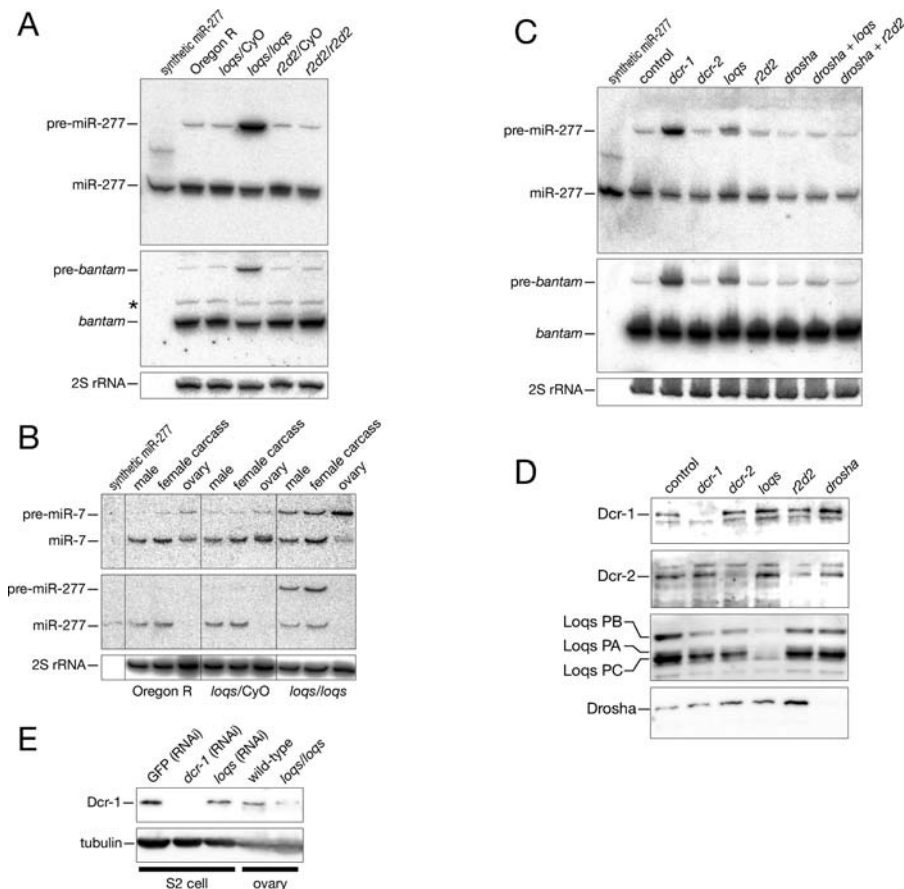 A
synthetic miR-277
Oregon R
loqs/CyO
loqs/loqs
r2d2/CyO
r2d2/r2d2
pre-miR-277
miR-277
pre-bantam
*
bantam
2S rRNA
B
synthetic miR-277
male
female carcass
ovary
male
female carcass
ovary
male
female carcass
ovary
pre-miR-7
miR-7
pre-miR-277
miR-277
2S rRNA
Oregon R
loqs/CyO
loqs/loqs
C
synthetic miR-277
control
dcr-1
dcr-2
loqs
r2d2
drosha
drosha + loqs
drosha + r2d2
pre-miR-277
miR-277
pre-bantam
bantam
2S rRNA
D
control
dcr-1
dcr-2
loqs
r2d2
drosha
Dcr-1
Dcr-2
Loqs PB
Loqs PA
Loqs PC
Drosha
E
GFP (RNAi)
dcr-1 (RNAi)
loqs (RNAi)
wild-type
loqs/loqs
Dcr-1
tubulin
S2 cell
ovary